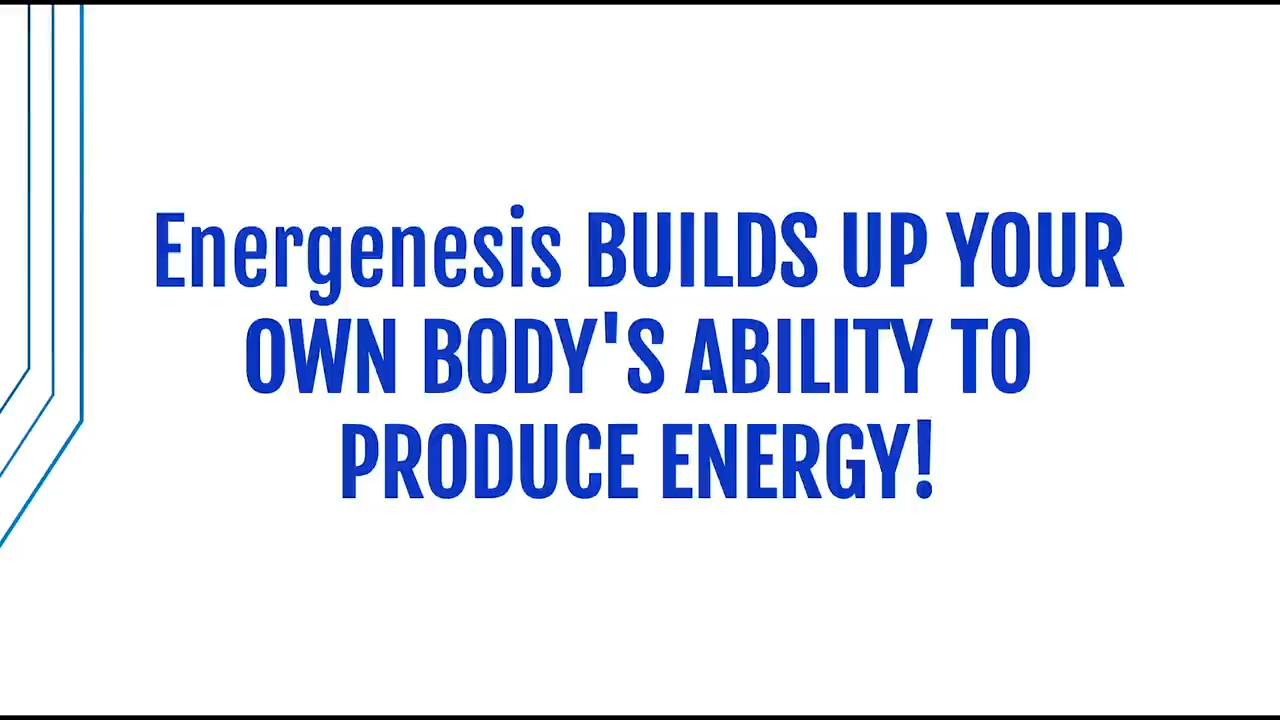 Energenesis BUILDS UP YOUR
OWN BODY'S ABILITY TO
PRODUCE ENERGY!